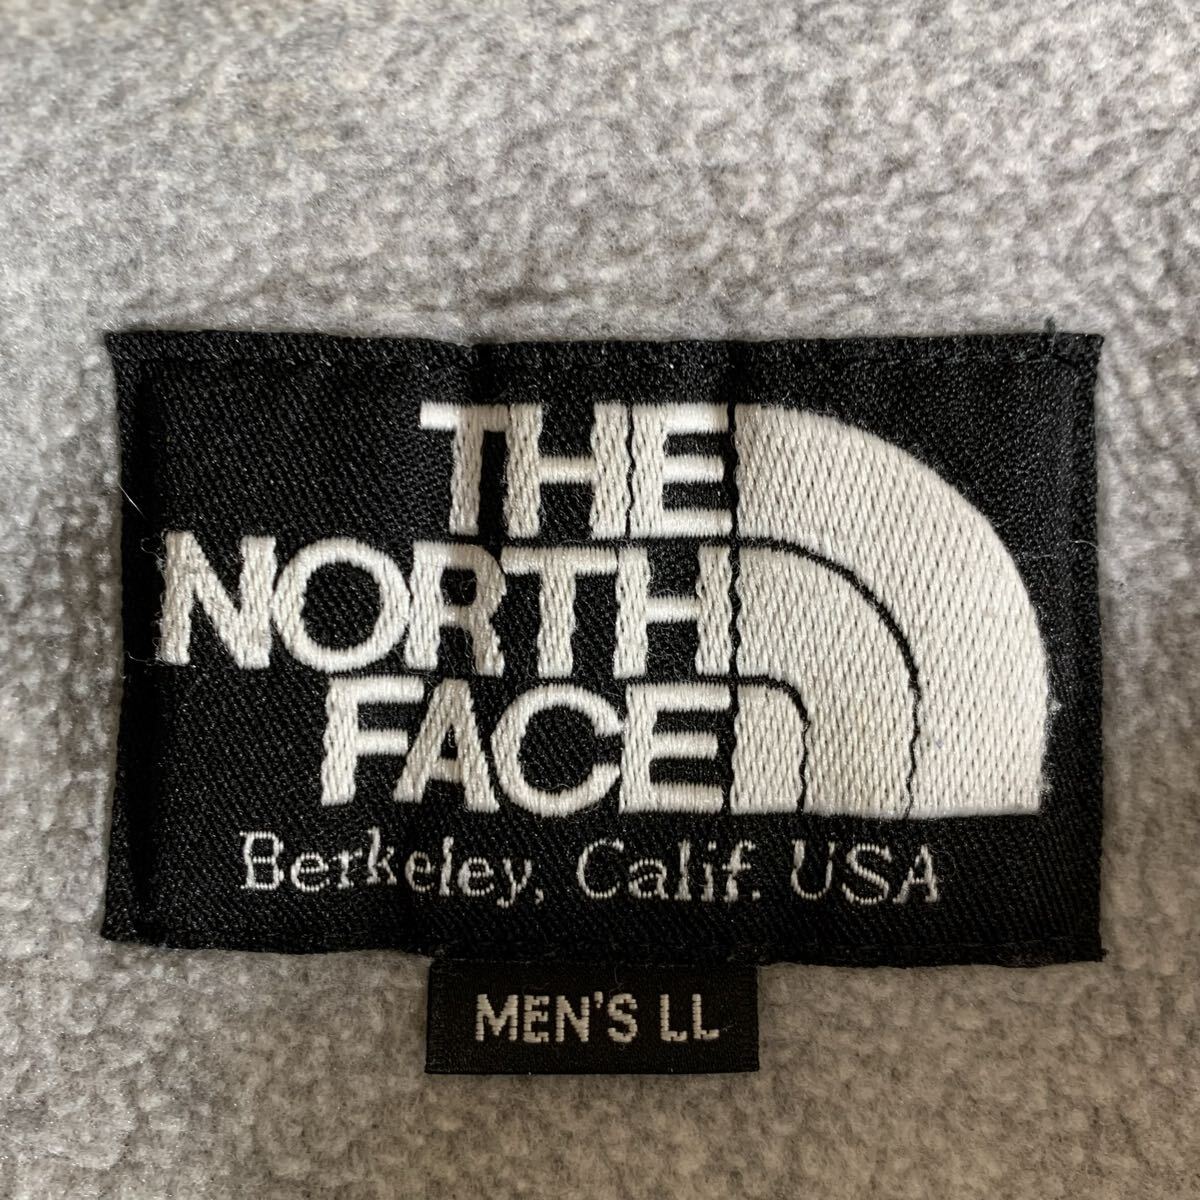 THE
NORTH
FACE
Berkeley, Calif. USA
MEN'S LL